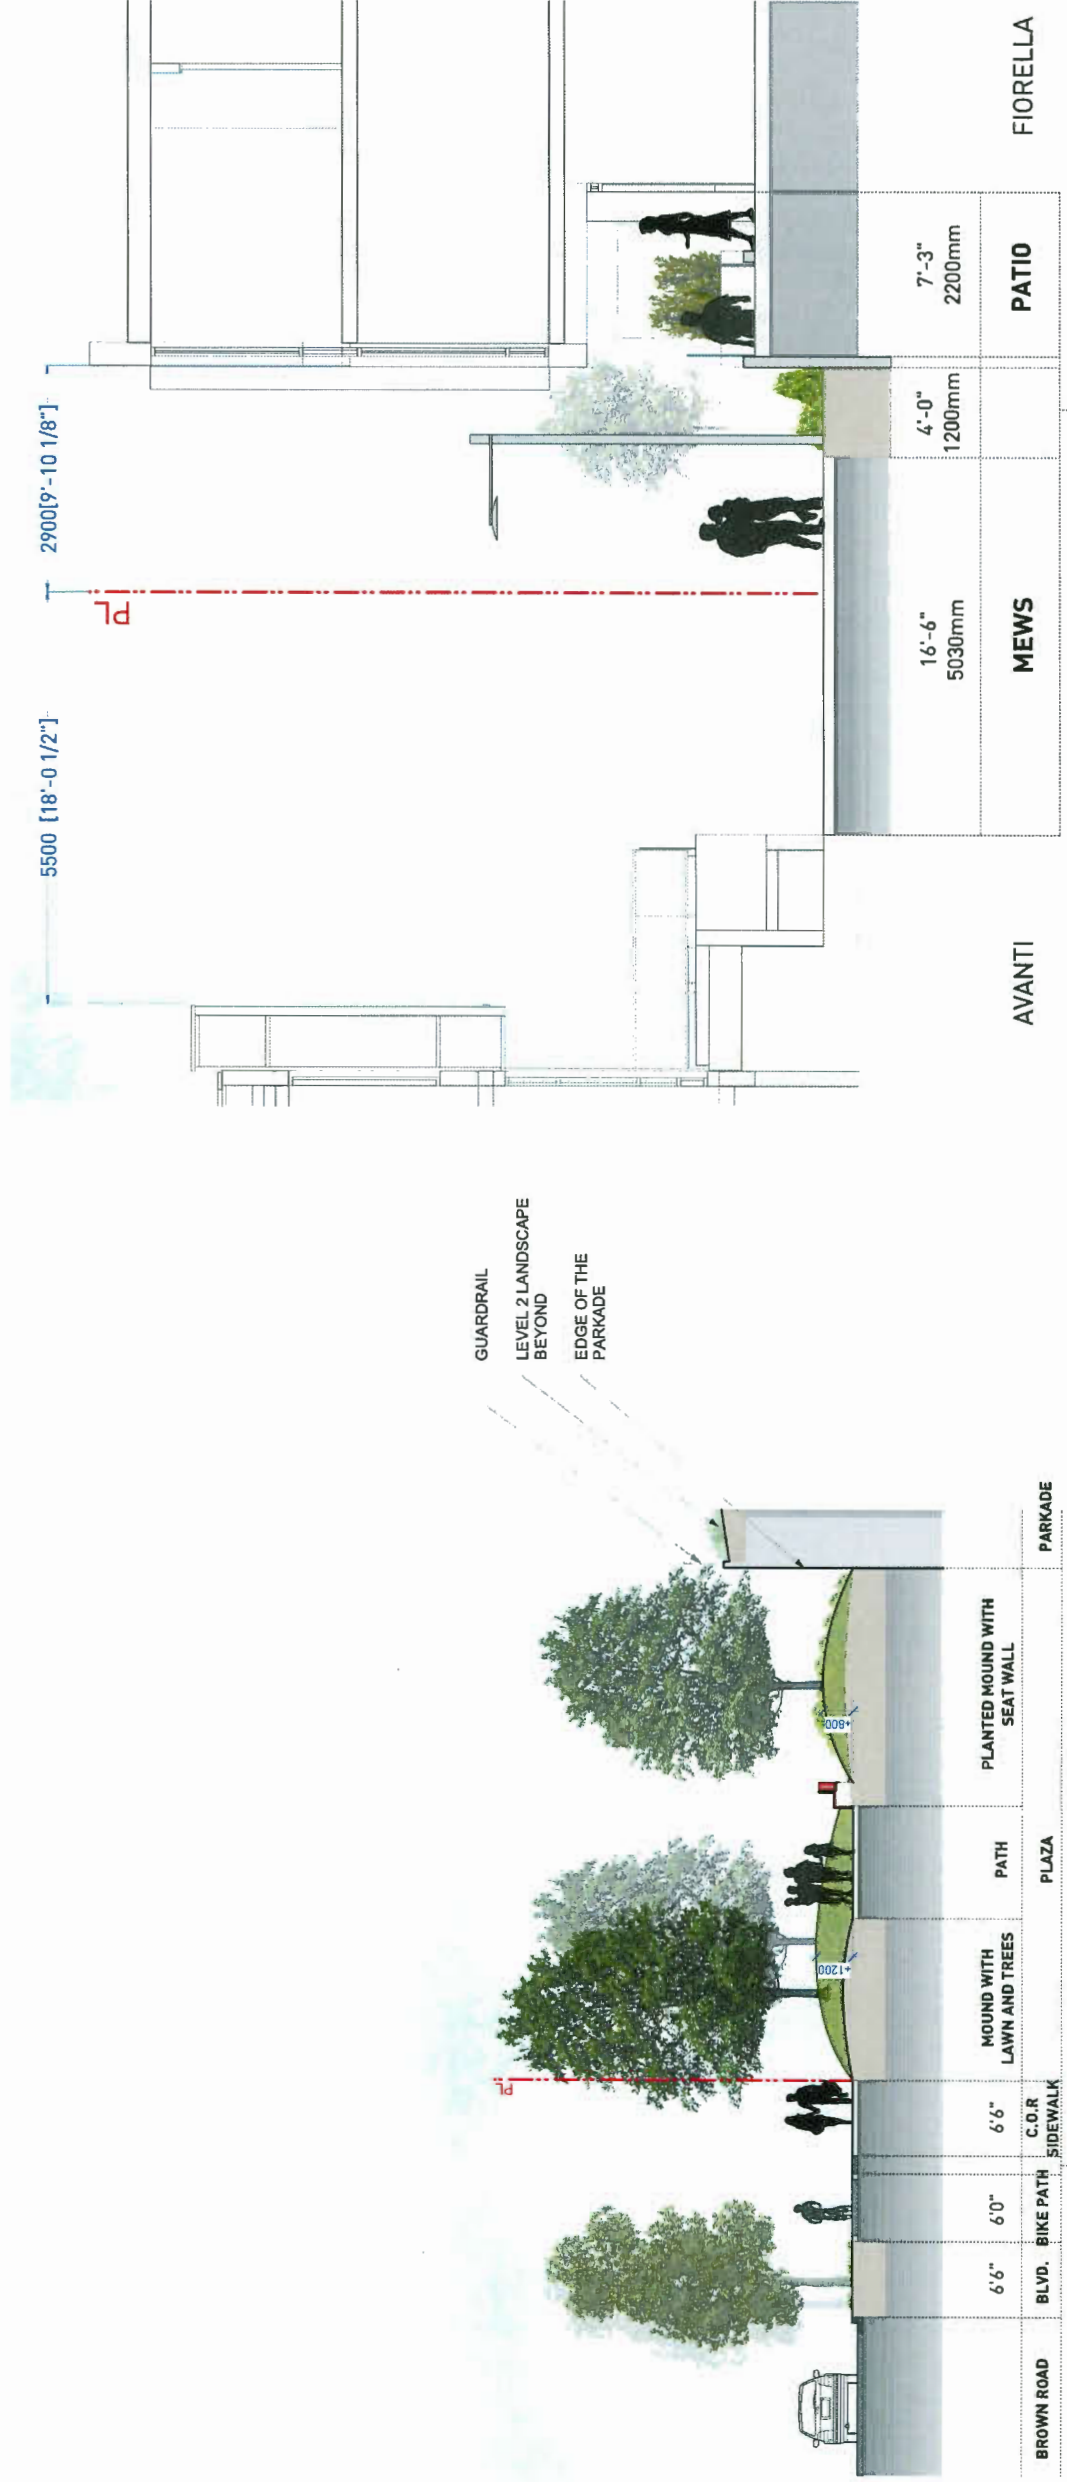 GUARDRAIL
LEVEL 2 LANDSCAPE
BEYOND
EDGE OF THE
PARKADE
PL
+1200
+800
6'6"
6'0"
6'6"
MOUND WITH
LAWN AND TREES
PATH
PLANTED MOUND WITH
SEAT WALL
BROWN ROAD
BLVD.
BIKE PATH
C.O.R
SIDEWALK
PLAZA
PARKADE
5500 [18'-0 1/2"]
2900[9'-10 1/8"]
PL
16'-6"
5030mm
4'-0"
1200mm
7'-3"
2200mm
AVANTI
MEWS
PATIO
FIORELLA